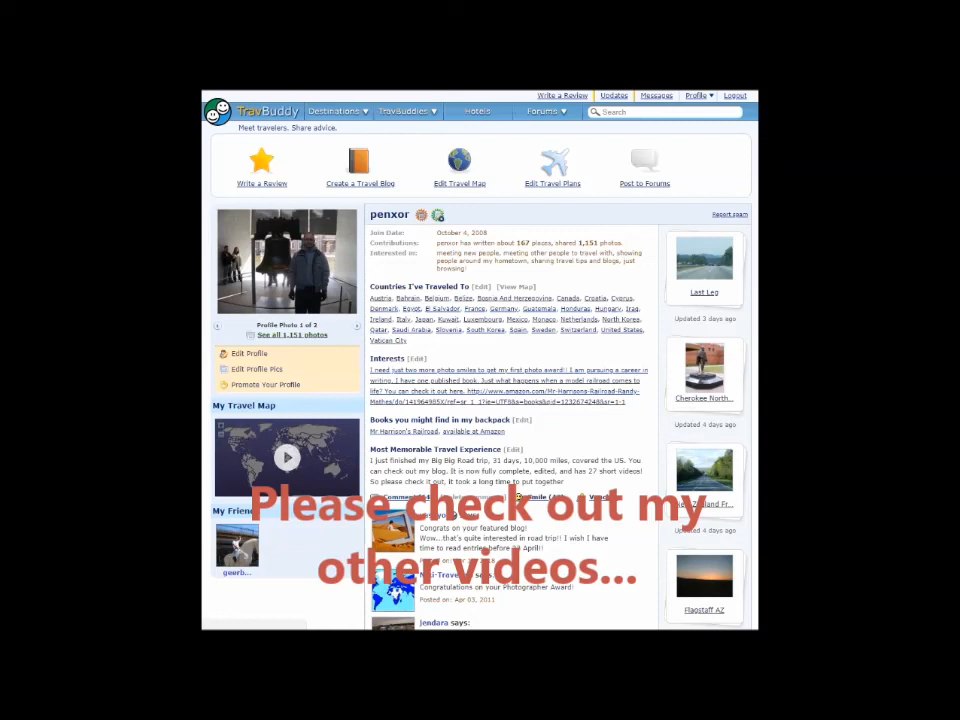 Write a Review Updates Messages Profile Logout
TravBuddy Destinations TravBuddies Hotels Forums Search
Meet travelers. Share advice.
Write a Review Create a Travel Blog Edit Travel Map Edit Travel Plans Post to Forums
penxor Report spam
Join Date: October 4, 2008
Contributions: penxor has written about 167 places, shared 1,151 photos.
Interested in: meeting new people, meeting other people to travel with, showing
people around my hometown, sharing travel tips and blogs, just
browsing!
Countries I've Traveled To [Edit] [View Map]
Austria, Bahrain, Belgium, Belize, Bosnia And Herzegovina, Canada, Croatia, Cyprus,
Denmark, Egypt, El Salvador, France, Germany, Guatemala, Honduras, Hungary, Iraq,
Ireland, Italy, Japan, Kuwait, Luxembourg, Mexico, Monaco, Netherlands, North Korea,
Qatar, Saudi Arabia, Slovenia, South Korea, Spain, Sweden, Switzerland, United States,
Vatican City
Interests [Edit]
I need just two more photo smiles to get my first photo award!! I am pursuing a career in
writing. I have one published book. Just what happens when a model railroad comes to
life? You can check it out here. http://www.amazon.com/Mr-Harrisons-Railroad-Randy-
Books you might find in my backpack [Edit]
Mr Harrison's Railroad, available at Amazon
Most Memorable Travel Experience [Edit]
I just finished my Big Big Road trip, 31 days, 10,000 miles, covered the US. You
can check out my blog. It is now fully complete, edited, and has 27 short videos!
So please check it out, it took a long time to put together
Congrats on your featured blog!
Wow...that's quite interested in road trip!! I wish I have
time to read entries before 23 April!!
Congratulations on your Photographer Award!
Posted on: Apr 03, 2011
jendara says:
Profile Photo 1 of 2
See all 1,151 photos
Edit Profile
Edit Profile Pics
Promote Your Profile
My Travel Map
My Frien
geerb...
Last Leg
Updated 3 days ago
Cherokee North...
Updated 4 days ago
Updated 4 days ago
Flagstaff AZ
Please check out my
other videos...